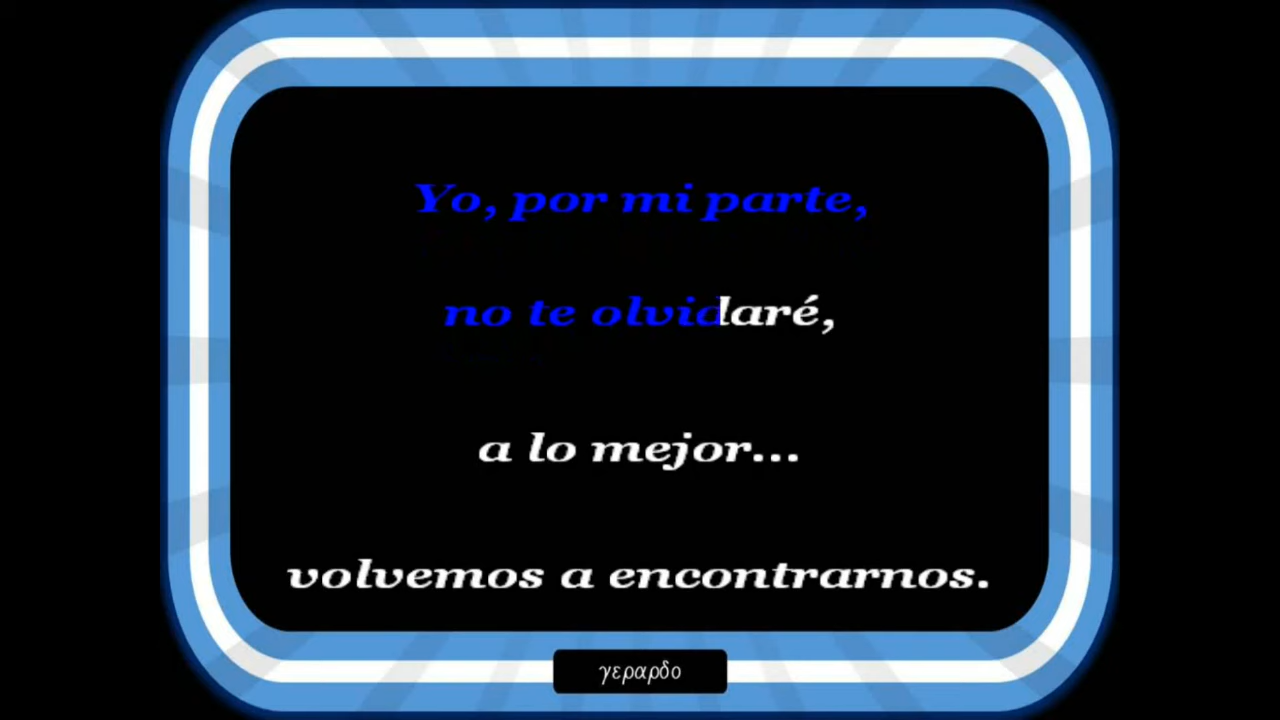 Yo, por mi parte,
no te olvidaré,
a lo mejor...
volvemos a encontrarnos.
γεραρδο